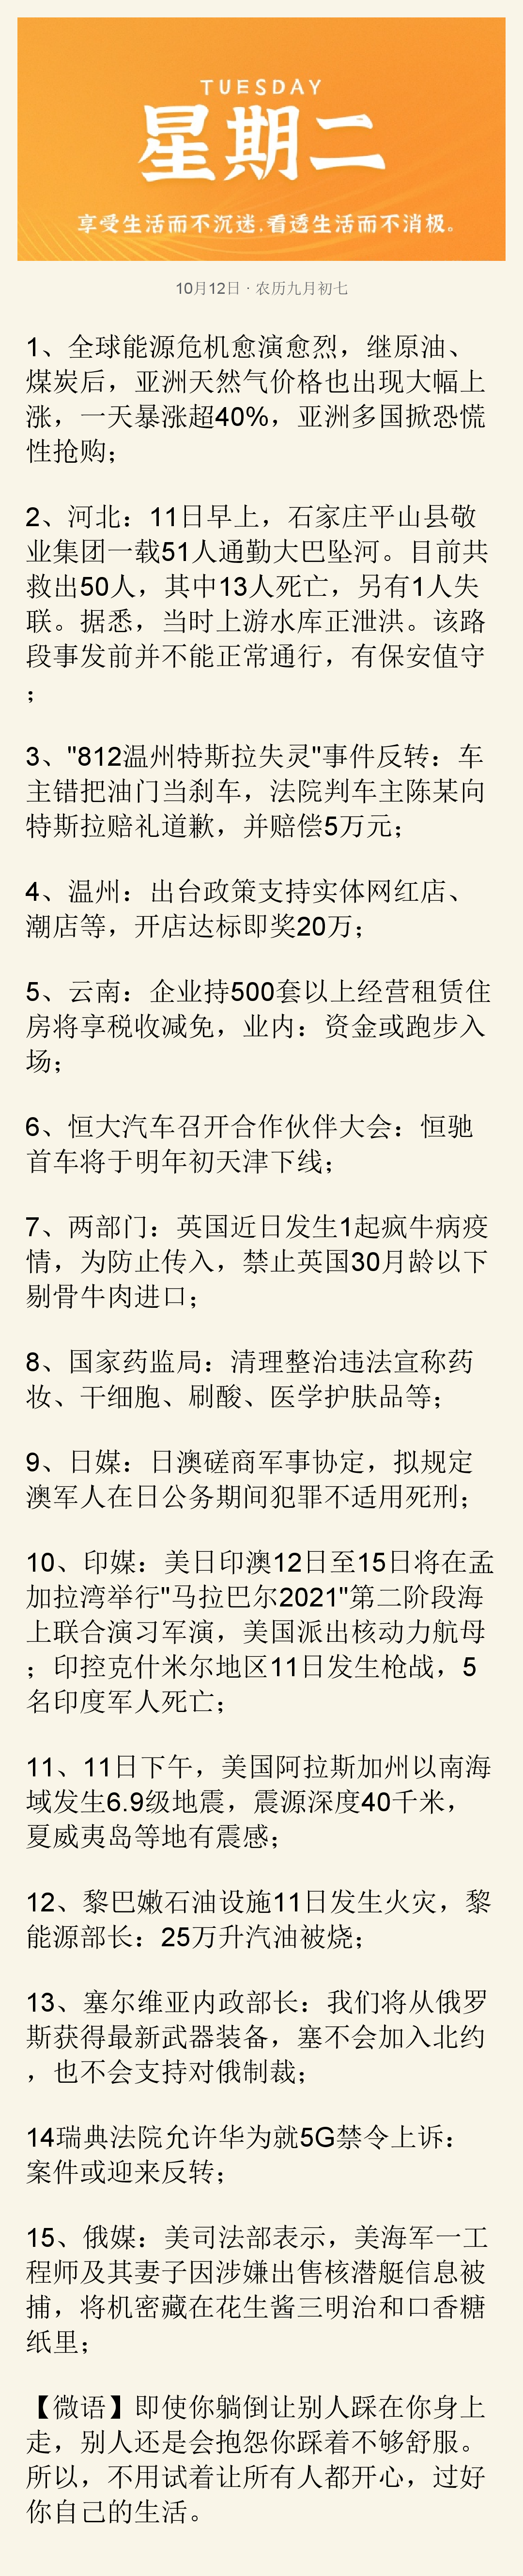 TUESDAY
星期二
享受生活而不沉迷.看透生活而不消极。
10月12日 · 农历九月初七
1、全球能源危机愈演愈烈，继原油、
煤炭后，亚洲天然气价格也出现大幅上
涨，一天暴涨超40%，亚洲多国掀恐慌
性抢购；
2、河北：11日早上，石家庄平山县敬
业集团一载51人通勤大巴坠河。目前共
救出50人，其中13人死亡，另有1人失
联。据悉，当时上游水库正泄洪。该路
段事发前并不能正常通行，有保安值守
；
3、"812温州特斯拉失灵"事件反转：车
主错把油门当刹车，法院判车主陈某向
特斯拉赔礼道歉，并赔偿5万元；
4、温州：出台政策支持实体网红店、
潮店等，开店达标即奖20万；
5、云南：企业持500套以上经营租赁住
房将享税收减免，业内：资金或跑步入
场；
6、恒大汽车召开合作伙伴大会：恒驰
首车将于明年初天津下线；
7、两部门：英国近日发生1起疯牛病疫
情，为防止传入，禁止英国30月龄以下
剔骨牛肉进口；
8、国家药监局：清理整治违法宣称药
妆、干细胞、刷酸、医学护肤品等；
9、日媒：日澳磋商军事协定，拟规定
澳军人在日公务期间犯罪不适用死刑；
10、印媒：美日印澳12日至15日将在孟
加拉湾举行"马拉巴尔2021"第二阶段海
上联合演习军演，美国派出核动力航母
；印控克什米尔地区11日发生枪战，5
名印度军人死亡；
11、11日下午，美国阿拉斯加州以南海
域发生6.9级地震，震源深度40千米，
夏威夷岛等地有震感；
12、黎巴嫩石油设施11日发生火灾，黎
能源部长：25万升汽油被烧；
13、塞尔维亚内政部长：我们将从俄罗
斯获得最新武器装备，塞不会加入北约
，也不会支持对俄制裁；
14瑞典法院允许华为就5G禁令上诉：
案件或迎来反转；
15、俄媒：美司法部表示，美海军一工
程师及其妻子因涉嫌出售核潜艇信息被
捕，将机密藏在花生酱三明治和口香糖
纸里；
【微语】即使你躺倒让别人踩在你身上
走，别人还是会抱怨你踩着不够舒服。
所以，不用试着让所有人都开心，过好
你自己的生活。